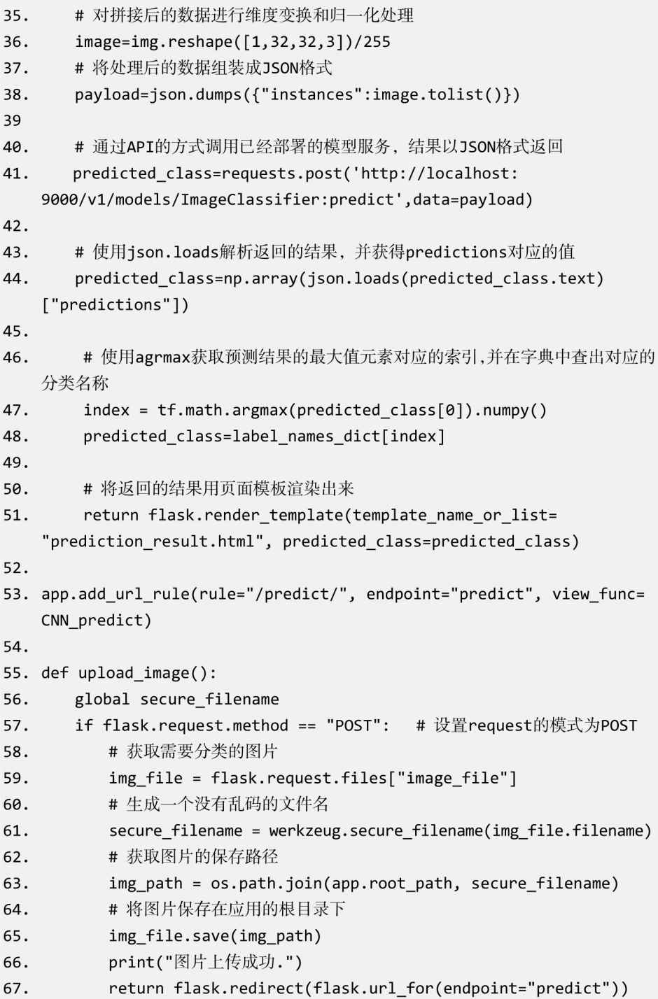 35.     # 对拼接后的数据进行维度变换和归一化处理
36.     image=img.reshape([1,32,32,3])/255
37.     # 将处理后的数据组装成JSON格式
38.     payload=json.dumps({"instances":image.tolist()})
39
40.     # 通过API的方式调用已经部署的模型服务，结果以JSON格式返回
41.     predicted_class=requests.post('http://localhost:
9000/v1/models/ImageClassifier:predict',data=payload)
42.
43.     # 使用json.loads解析返回的结果，并获得predictions对应的值
44.     predicted_class=np.array(json.loads(predicted_class.text)
["predictions"])
45.
46.      # 使用agrmax获取预测结果的最大值元素对应的索引,并在字典中查出对应的
分类名称
47.      index = tf.math.argmax(predicted_class[0]).numpy()
48.      predicted_class=label_names_dict[index]
49.
50.      # 将返回的结果用页面模板渲染出来
51.      return flask.render_template(template_name_or_list=
"prediction_result.html", predicted_class=predicted_class)
52.
53. app.add_url_rule(rule="/predict/", endpoint="predict", view_func=
CNN_predict)
54.
55. def upload_image():
56.     global secure_filename
57.     if flask.request.method == "POST":   # 设置request的模式为POST
58.         # 获取需要分类的图片
59.         img_file = flask.request.files["image_file"]
60.         # 生成一个没有乱码的文件名
61.         secure_filename = werkzeug.secure_filename(img_file.filename)
62.         # 获取图片的保存路径
63.         img_path = os.path.join(app.root_path, secure_filename)
64.         # 将图片保存在应用的根目录下
65.         img_file.save(img_path)
66.         print("图片上传成功.")
67.         return flask.redirect(flask.url_for(endpoint="predict"))